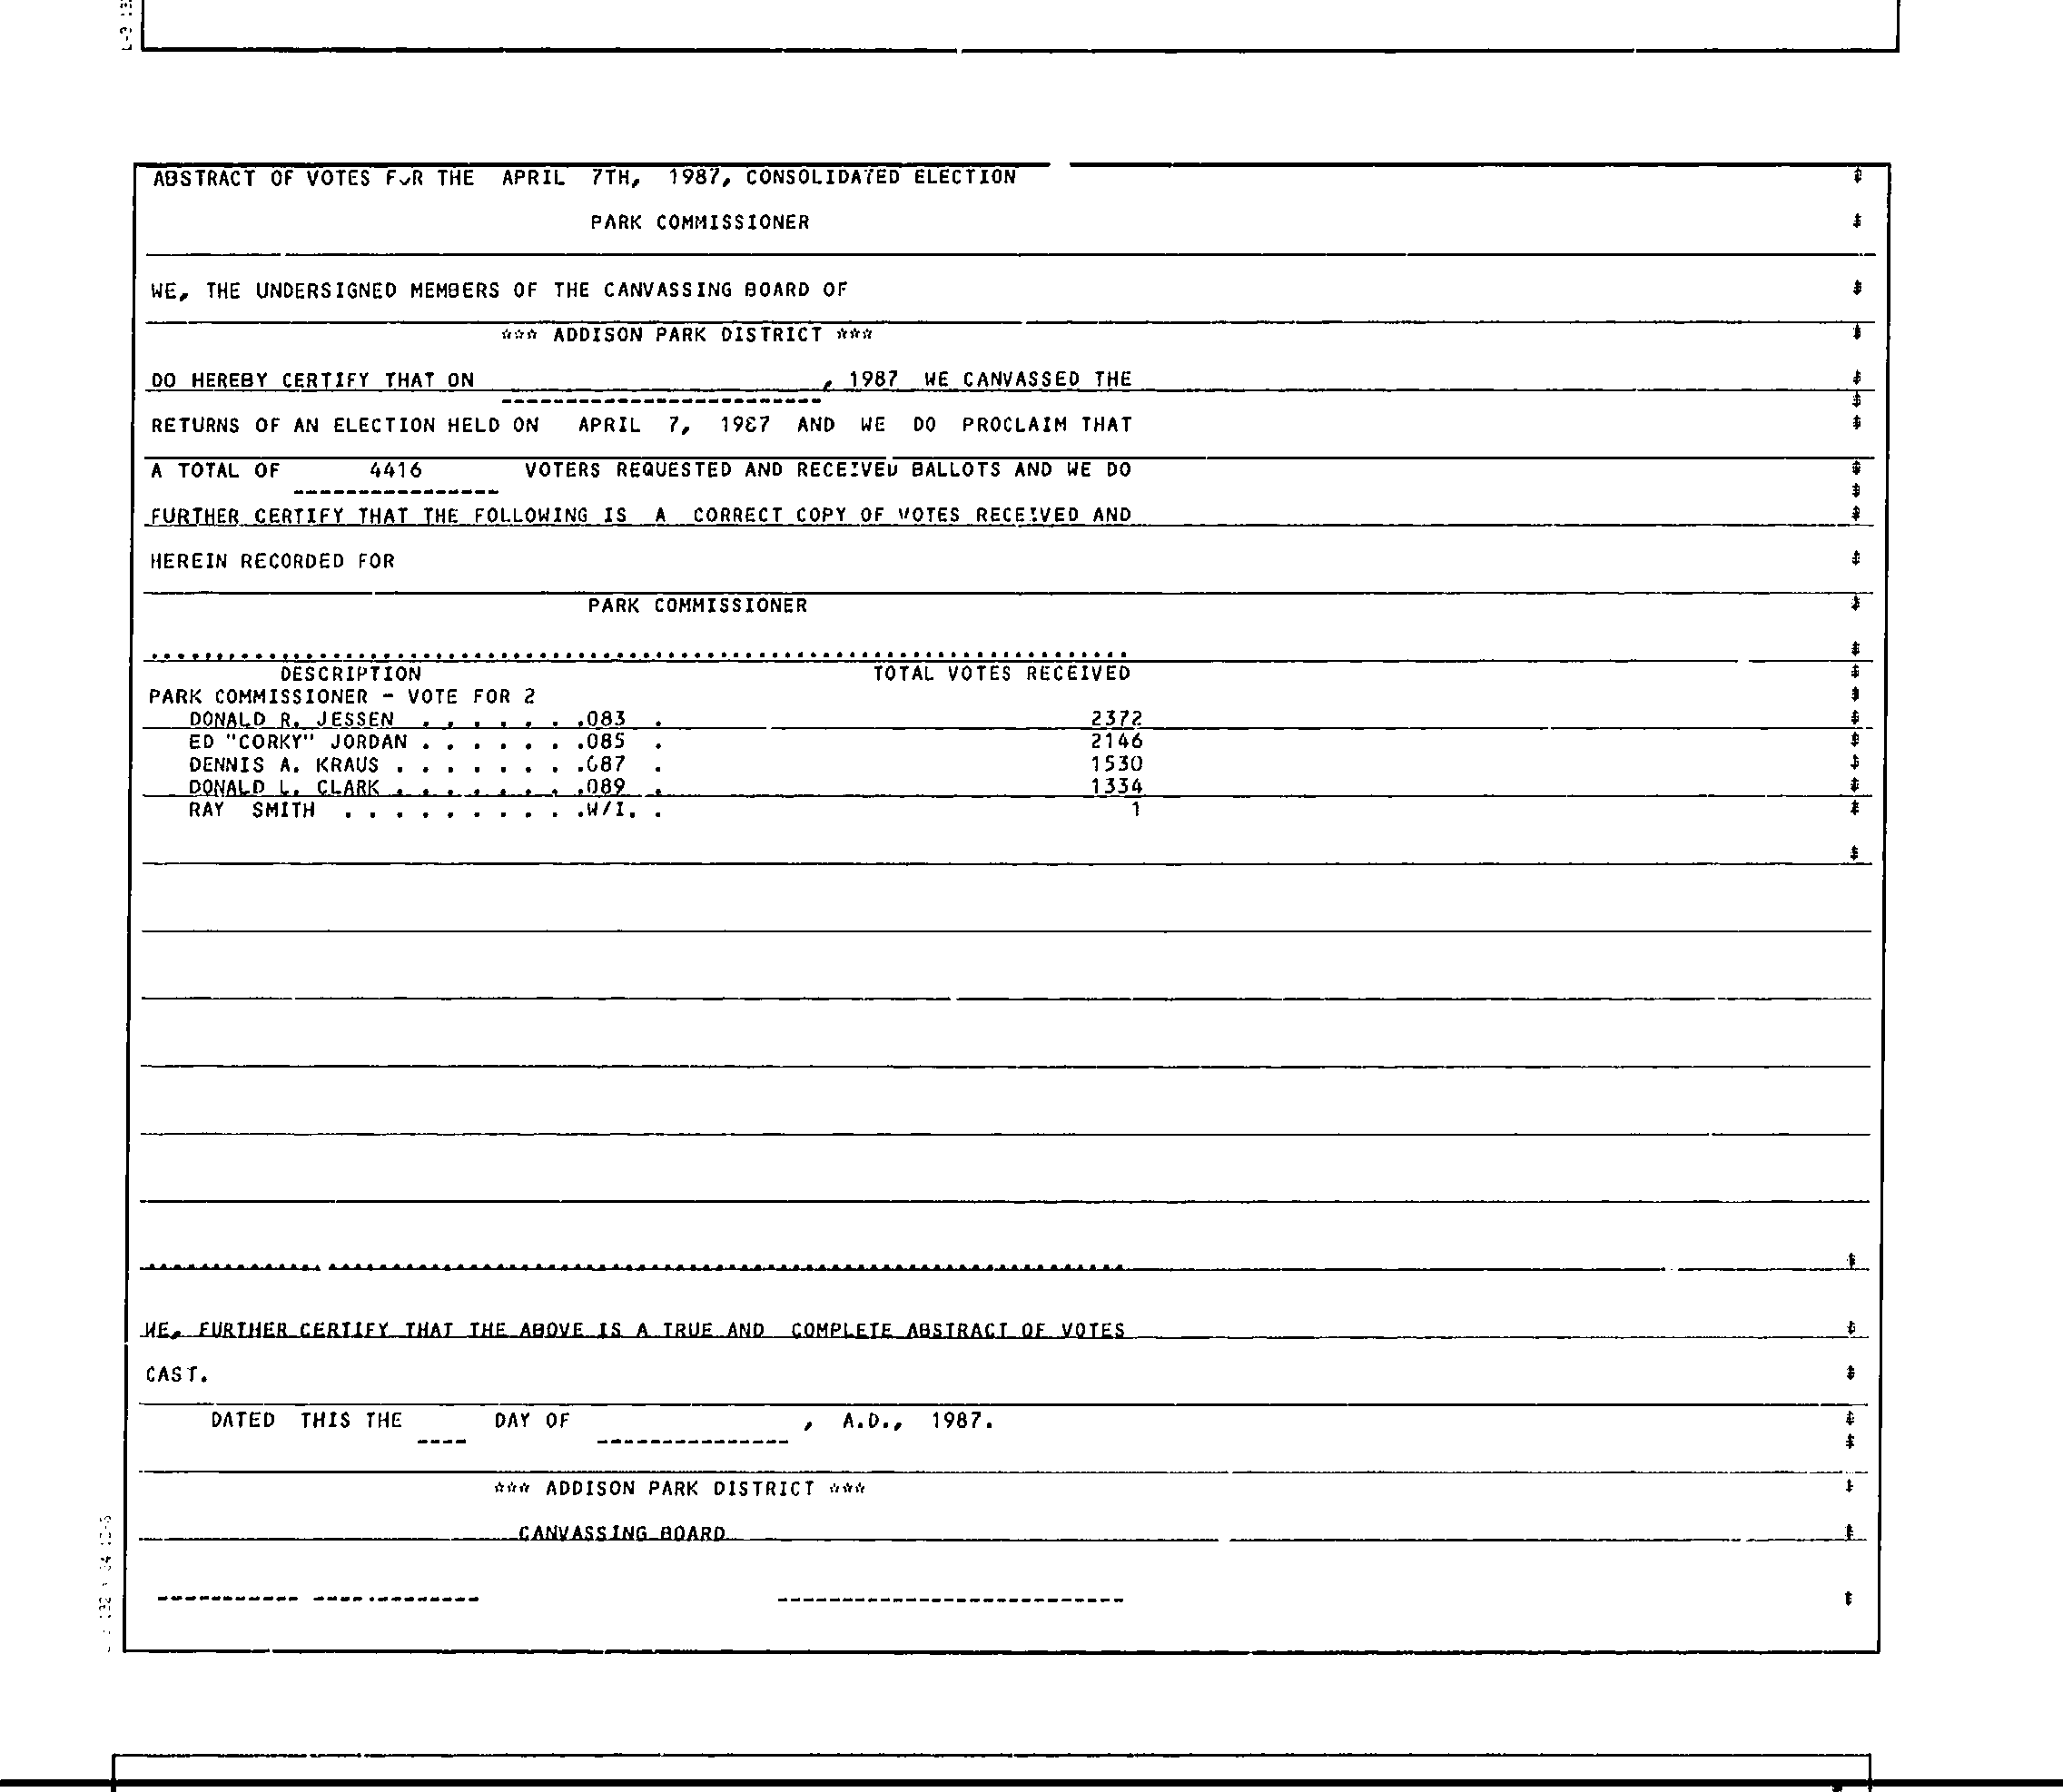 ABSTRACT OF VOTES FOR THE APRIL 7TH, 1987, CONSOLIDATED ELECTION
PARK COMMISSIONER
WE, THE UNDERSIGNED MEMBERS OF THE CANVASSING BOARD OF
*** ADDISON PARK DISTRICT ***
DO HEREBY CERTIFY THAT ON , 1987 WE CANVASSED THE
RETURNS OF AN ELECTION HELD ON APRIL 7, 1987 AND WE DO PROCLAIM THAT
A TOTAL OF 4416 VOTERS REQUESTED AND RECEIVED BALLOTS AND WE DO
FURTHER CERTIFY THAT THE FOLLOWING IS A CORRECT COPY OF VOTES RECEIVED AND
HEREIN RECORDED FOR
PARK COMMISSIONER
DESCRIPTION TOTAL VOTES RECEIVED
PARK COMMISSIONER - VOTE FOR 2
DONALD R. JESSEN . . . . . . .083 . 2372
ED "CORKY" JORDAN . . . . . . .085 . 2146
DENNIS A. KRAUS . . . . . . . .087 . 1530
DONALD L. CLARK . . . . . . . .089 . 1334
RAY SMITH . . . . . . . . . .W/I. . 1
WE, FURTHER CERTIFY THAT THE ABOVE IS A TRUE AND COMPLETE ABSTRACT OF VOTES
CAST.
DATED THIS THE DAY OF , A.D., 1987.
*** ADDISON PARK DISTRICT ***
CANVASSING BOARD